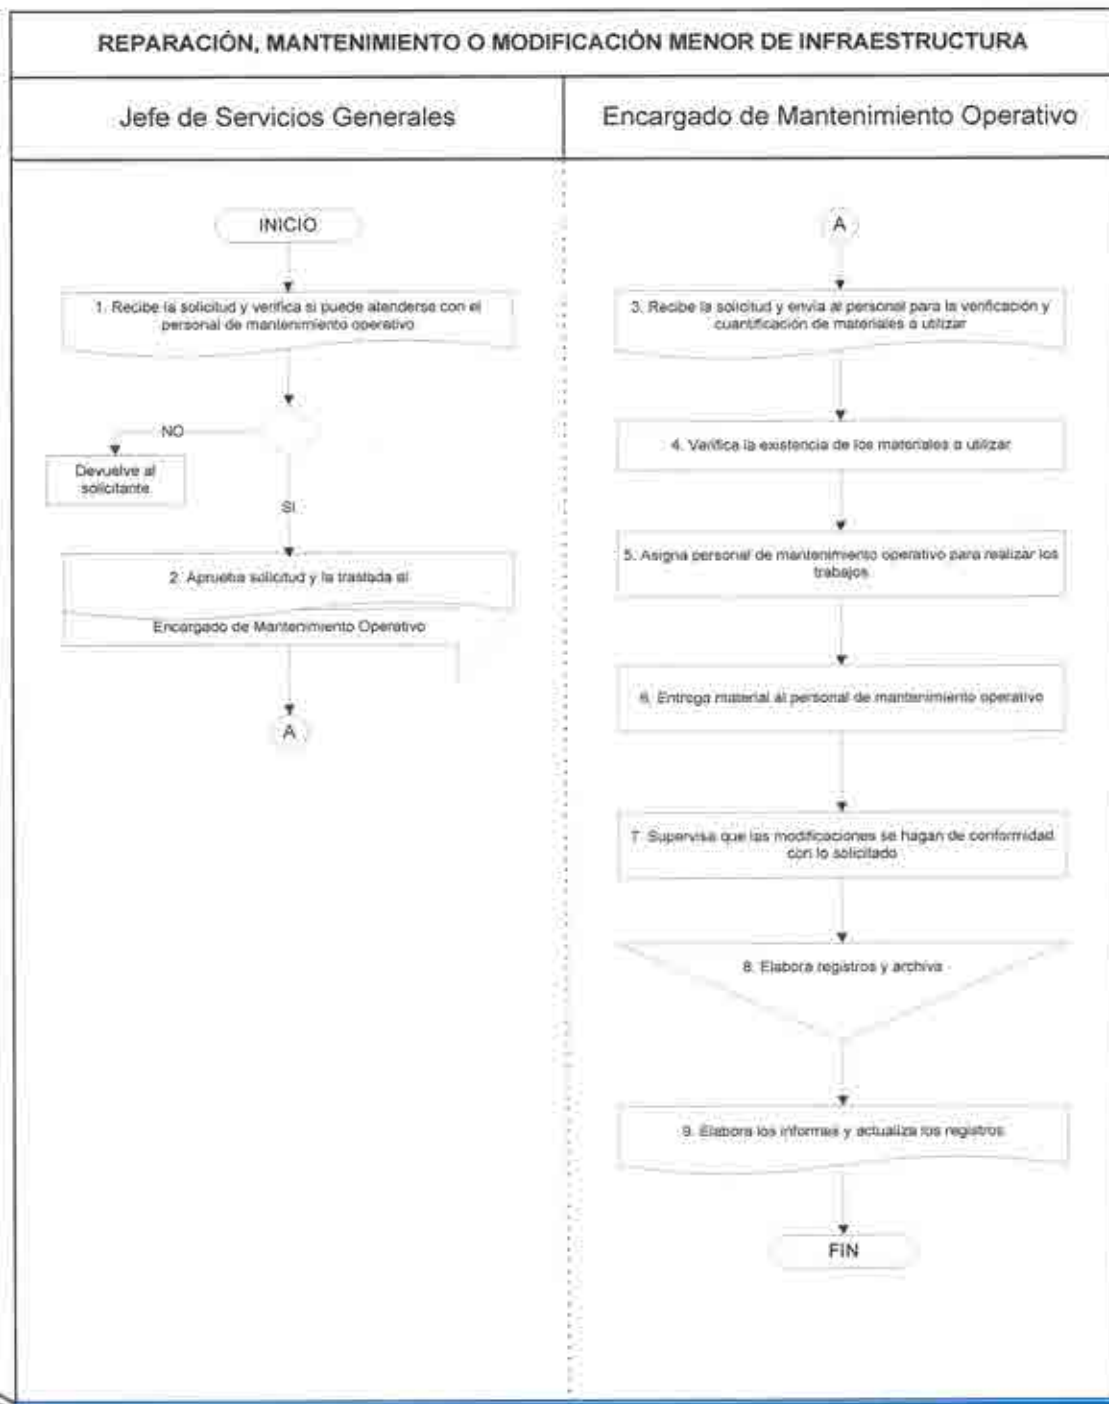 REPARACIÓN, MANTENIMIENTO O MODIFICACIÓN MENOR DE INFRAESTRUCTURA
Jefe de Servicios Generales
Encargado de Mantenimiento Operativo
INICIO
1. Recibe la solicitud y verifica si puede atenderse con el
personal de mantenimiento operativo
NO
Devuelve al
solicitante
SI
2. Aprueba solicitud y la traslada al
Encargado de Mantenimiento Operativo
A
A
3. Recibe la solicitud y envía al personal para la verificación y
cuantificación de materiales a utilizar
4. Verifica la existencia de los materiales a utilizar
5. Asigna personal de mantenimiento operativo para realizar los
trabajos
6. Entrega material al personal de mantenimiento operativo
7. Supervisa que las modificaciones se hagan de conformidad
con lo solicitado
8. Elabora registros y archiva
9. Elabora los informes y actualiza los registros
FIN